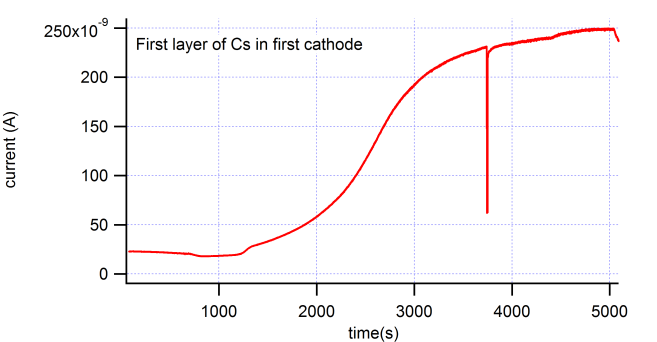 250x10⁻⁹
First layer of Cs in first cathode
200
150
100
50
0
current (A)
1000 2000 3000 4000 5000
time(s)